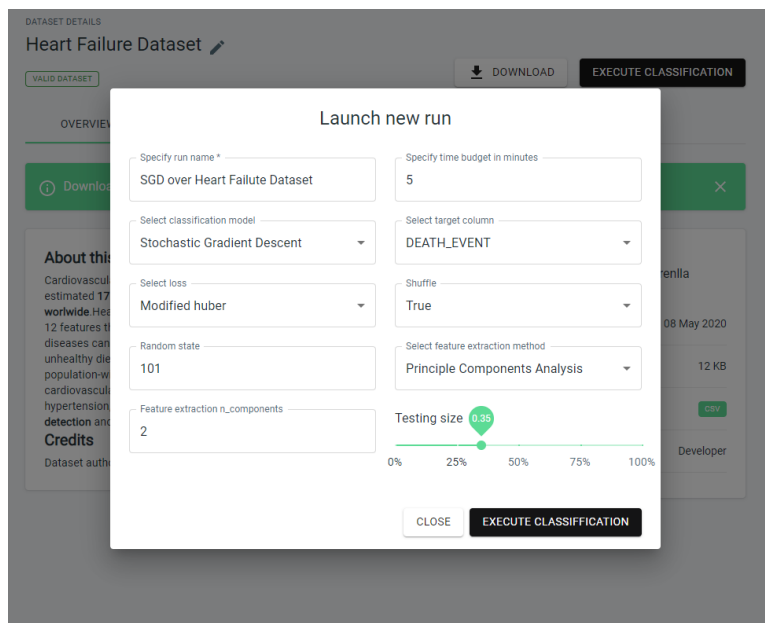 DATASET DETAILS
Heart Failure Dataset
VALID DATASET
DOWNLOAD
EXECUTE CLASSIFICATION
OVERVIEW
Launch new run
Specify run name *
SGD over Heart Failute Dataset
Specify time budget in minutes
5
Select classification model
Stochastic Gradient Descent
Select target column
DEATH_EVENT
Select loss
Modified huber
Shuffle
True
Random state
101
Select feature extraction method
Principle Components Analysis
Feature extraction n_components
2
Testing size 0.35
0% 25% 50% 75% 100%
CLOSE
EXECUTE CLASSIFFICATION
About this
estimated 17
worlwide.Hea
12 features th
diseases can
unhealthy die
population-w
cardiovascula
hypertension
detection and
Credits
Dataset auth
renlla
08 May 2020
12 KB
CSV
Developer